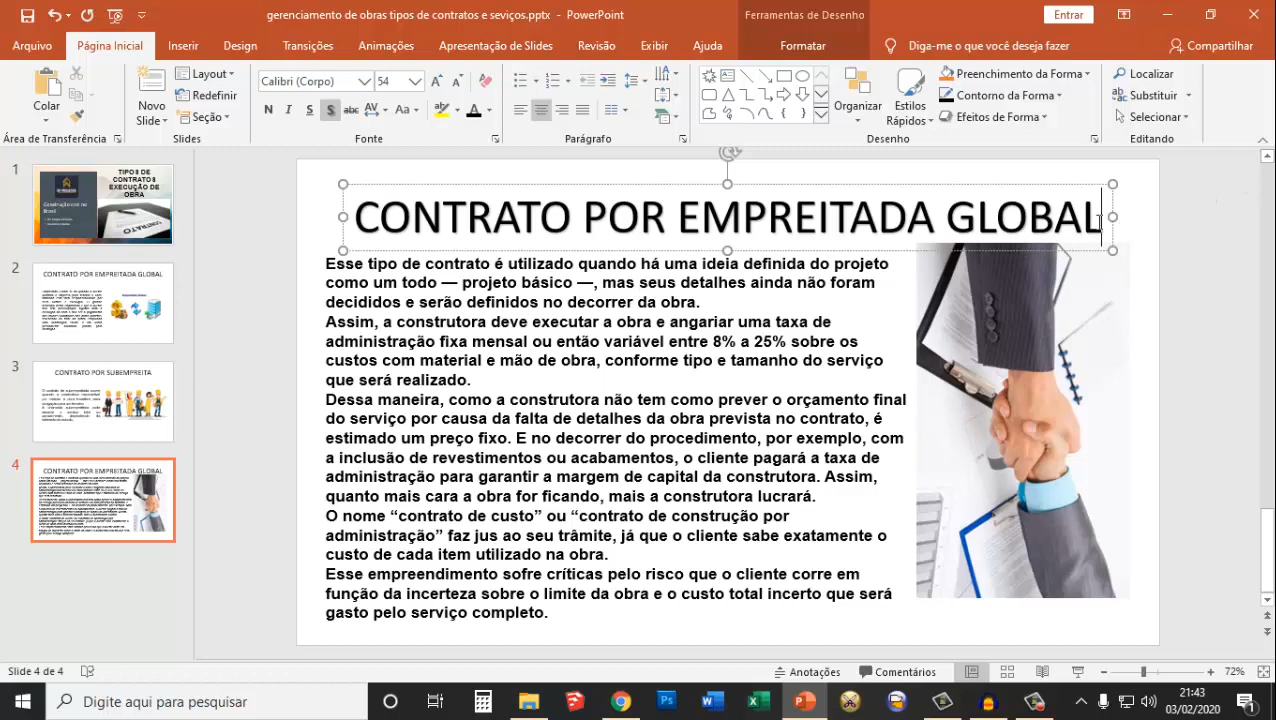 gerenciamento de obras tipos de contratos e seviços.pptx - PowerPoint
Ferramentas de Desenho
Entrar
Arquivo Página Inicial Inserir Design Transições Animações Apresentação de Slides Revisão Exibir Ajuda Formatar Diga-me o que você deseja fazer Compartilhar
Colar
Novo
Slide
Layout
Redefinir
Seção
Calibri (Corpo) 54
N I S S abc AV Aa A
Organizar
Estilos
Rápidos
Preenchimento da Forma
Contorno da Forma
Efeitos de Forma
Localizar
Substituir
Selecionar
Área de Transferência Slides Fonte Parágrafo Desenho Editando
1
TIPOS DE
CONTRATOS
EXECUÇÃO DE
OBRA
2
CONTRATO POR EMPREITADA GLOBAL
3
CONTRATO POR SUBEMPREITA
4
CONTRATO POR EMPREITADA GLOBAL
CONTRATO POR EMPREITADA GLOBAL
Esse tipo de contrato é utilizado quando há uma ideia definida do projeto
como um todo — projeto básico —, mas seus detalhes ainda não foram
decididos e serão definidos no decorrer da obra.
Assim, a construtora deve executar a obra e angariar uma taxa de
administração fixa mensal ou então variável entre 8% a 25% sobre os
custos com material e mão de obra, conforme tipo e tamanho do serviço
que será realizado.
Dessa maneira, como a construtora não tem como prever o orçamento final
do serviço por causa da falta de detalhes da obra prevista no contrato, é
estimado um preço fixo. E no decorrer do procedimento, por exemplo, com
a inclusão de revestimentos ou acabamentos, o cliente pagará a taxa de
administração para garantir a margem de capital da construtora. Assim,
quanto mais cara a obra for ficando, mais a construtora lucrará.
O nome “contrato de custo” ou “contrato de construção por
administração” faz jus ao seu trâmite, já que o cliente sabe exatamente o
custo de cada item utilizado na obra.
Esse empreendimento sofre críticas pelo risco que o cliente corre em
função da incerteza sobre o limite da obra e o custo total incerto que será
gasto pelo serviço completo.
Slide 4 de 4
Anotações
Comentários
72%
Digite aqui para pesquisar
21:43
03/02/2020